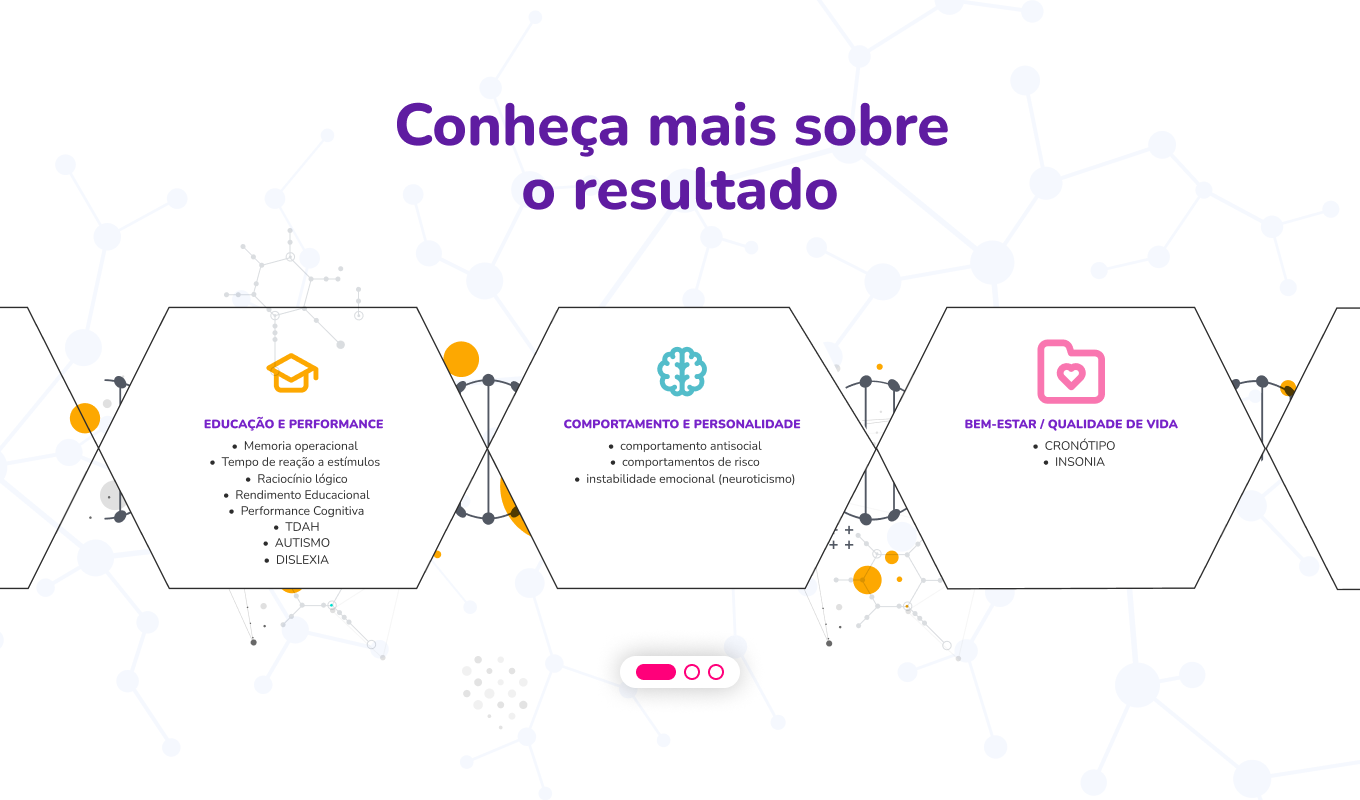 Conheça mais sobre
o resultado
EDUCAÇÃO E PERFORMANCE
• Memoria operacional
• Tempo de reação a estímulos
• Raciocínio lógico
• Rendimento Educacional
• Performance Cognitiva
• TDAH
• AUTISMO
• DISLEXIA
COMPORTAMENTO E PERSONALIDADE
• comportamento antisocial
• comportamentos de risco
• instabilidade emocional (neuroticismo)
BEM-ESTAR / QUALIDADE DE VIDA
• CRONÓTIPO
• INSONIA